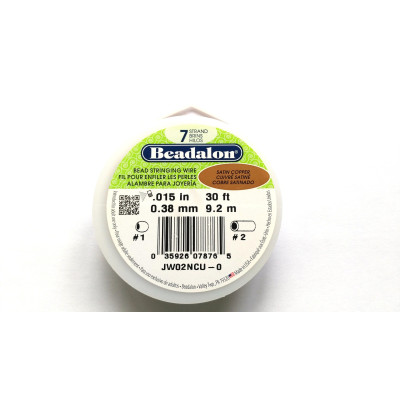 7 STRAND
BRINS
HILOS
Beadalon®
BEAD STRINGING WIRE
FIL POUR ENFILER LES PERLES
ALAMBRE PARA JOYERÍA
SATIN COPPER
CUIVRE SATINÉ
COBRE SATINADO
.015 in 30 ft
0.38 mm 9.2 m
#1 #2
0 35926 07876 5
JW02NCU-0